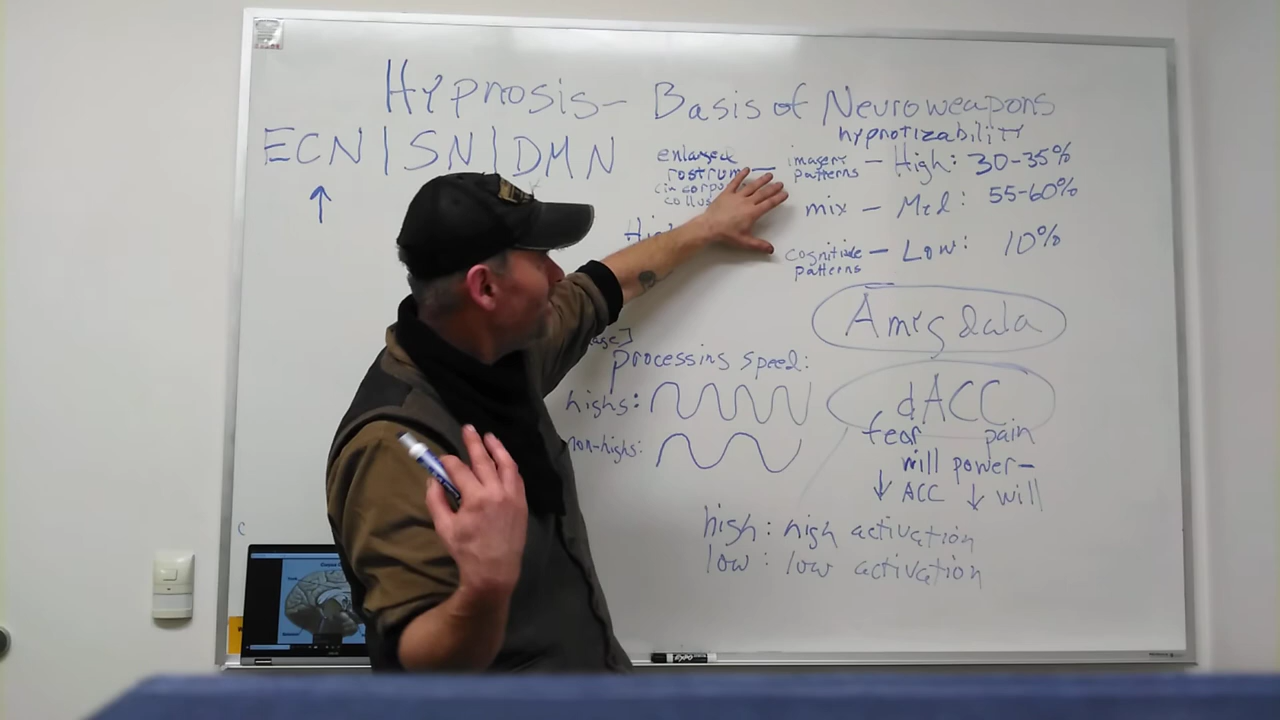 Hypnosis- Basis of Neuroweapons
ECN | SN | DMN
hypnotizability
enlarged
rostrum — imagery patterns — High: 30-35%
mix — Med: 55-60%
cognitive patterns — Low: 10%
Amigdala
processing speed:
highs:
non-highs:
dACC
fear pain
will power-
↓ ACC ↓ will
high: high activation
low: low activation
EXPO